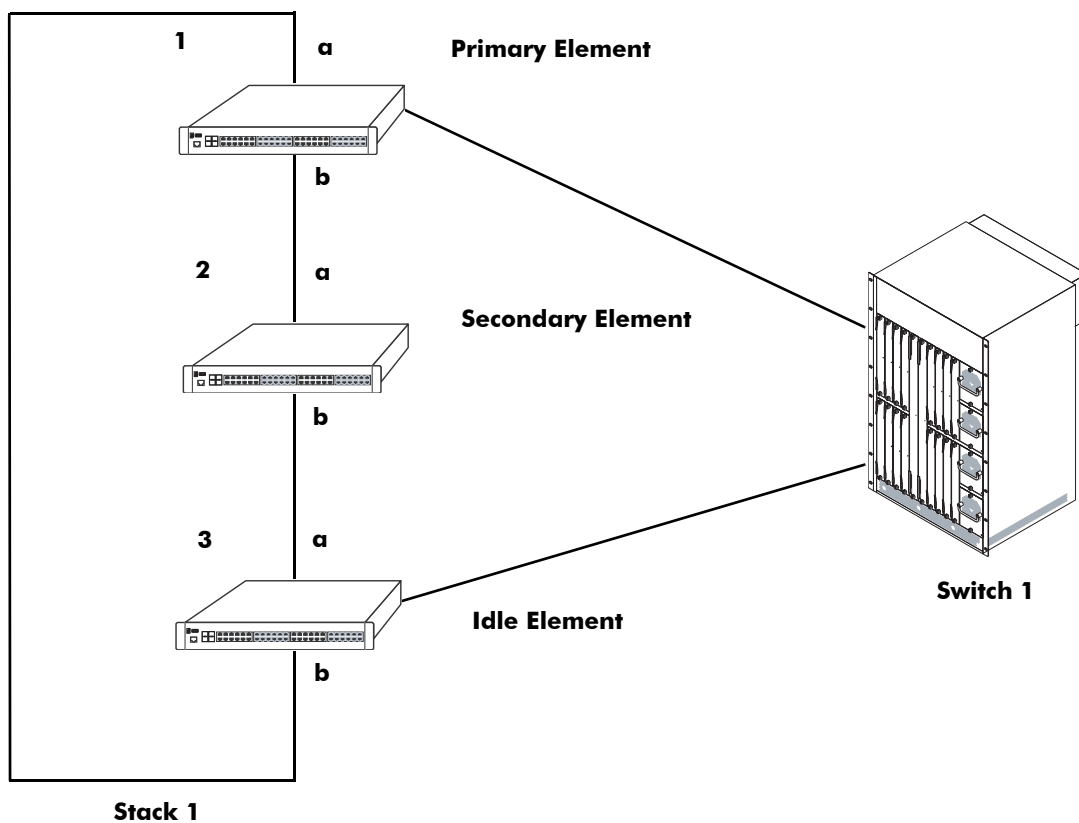 1
a
Primary Element
b
2
a
Secondary Element
b
3
a
Idle Element
b
Switch 1
Stack 1